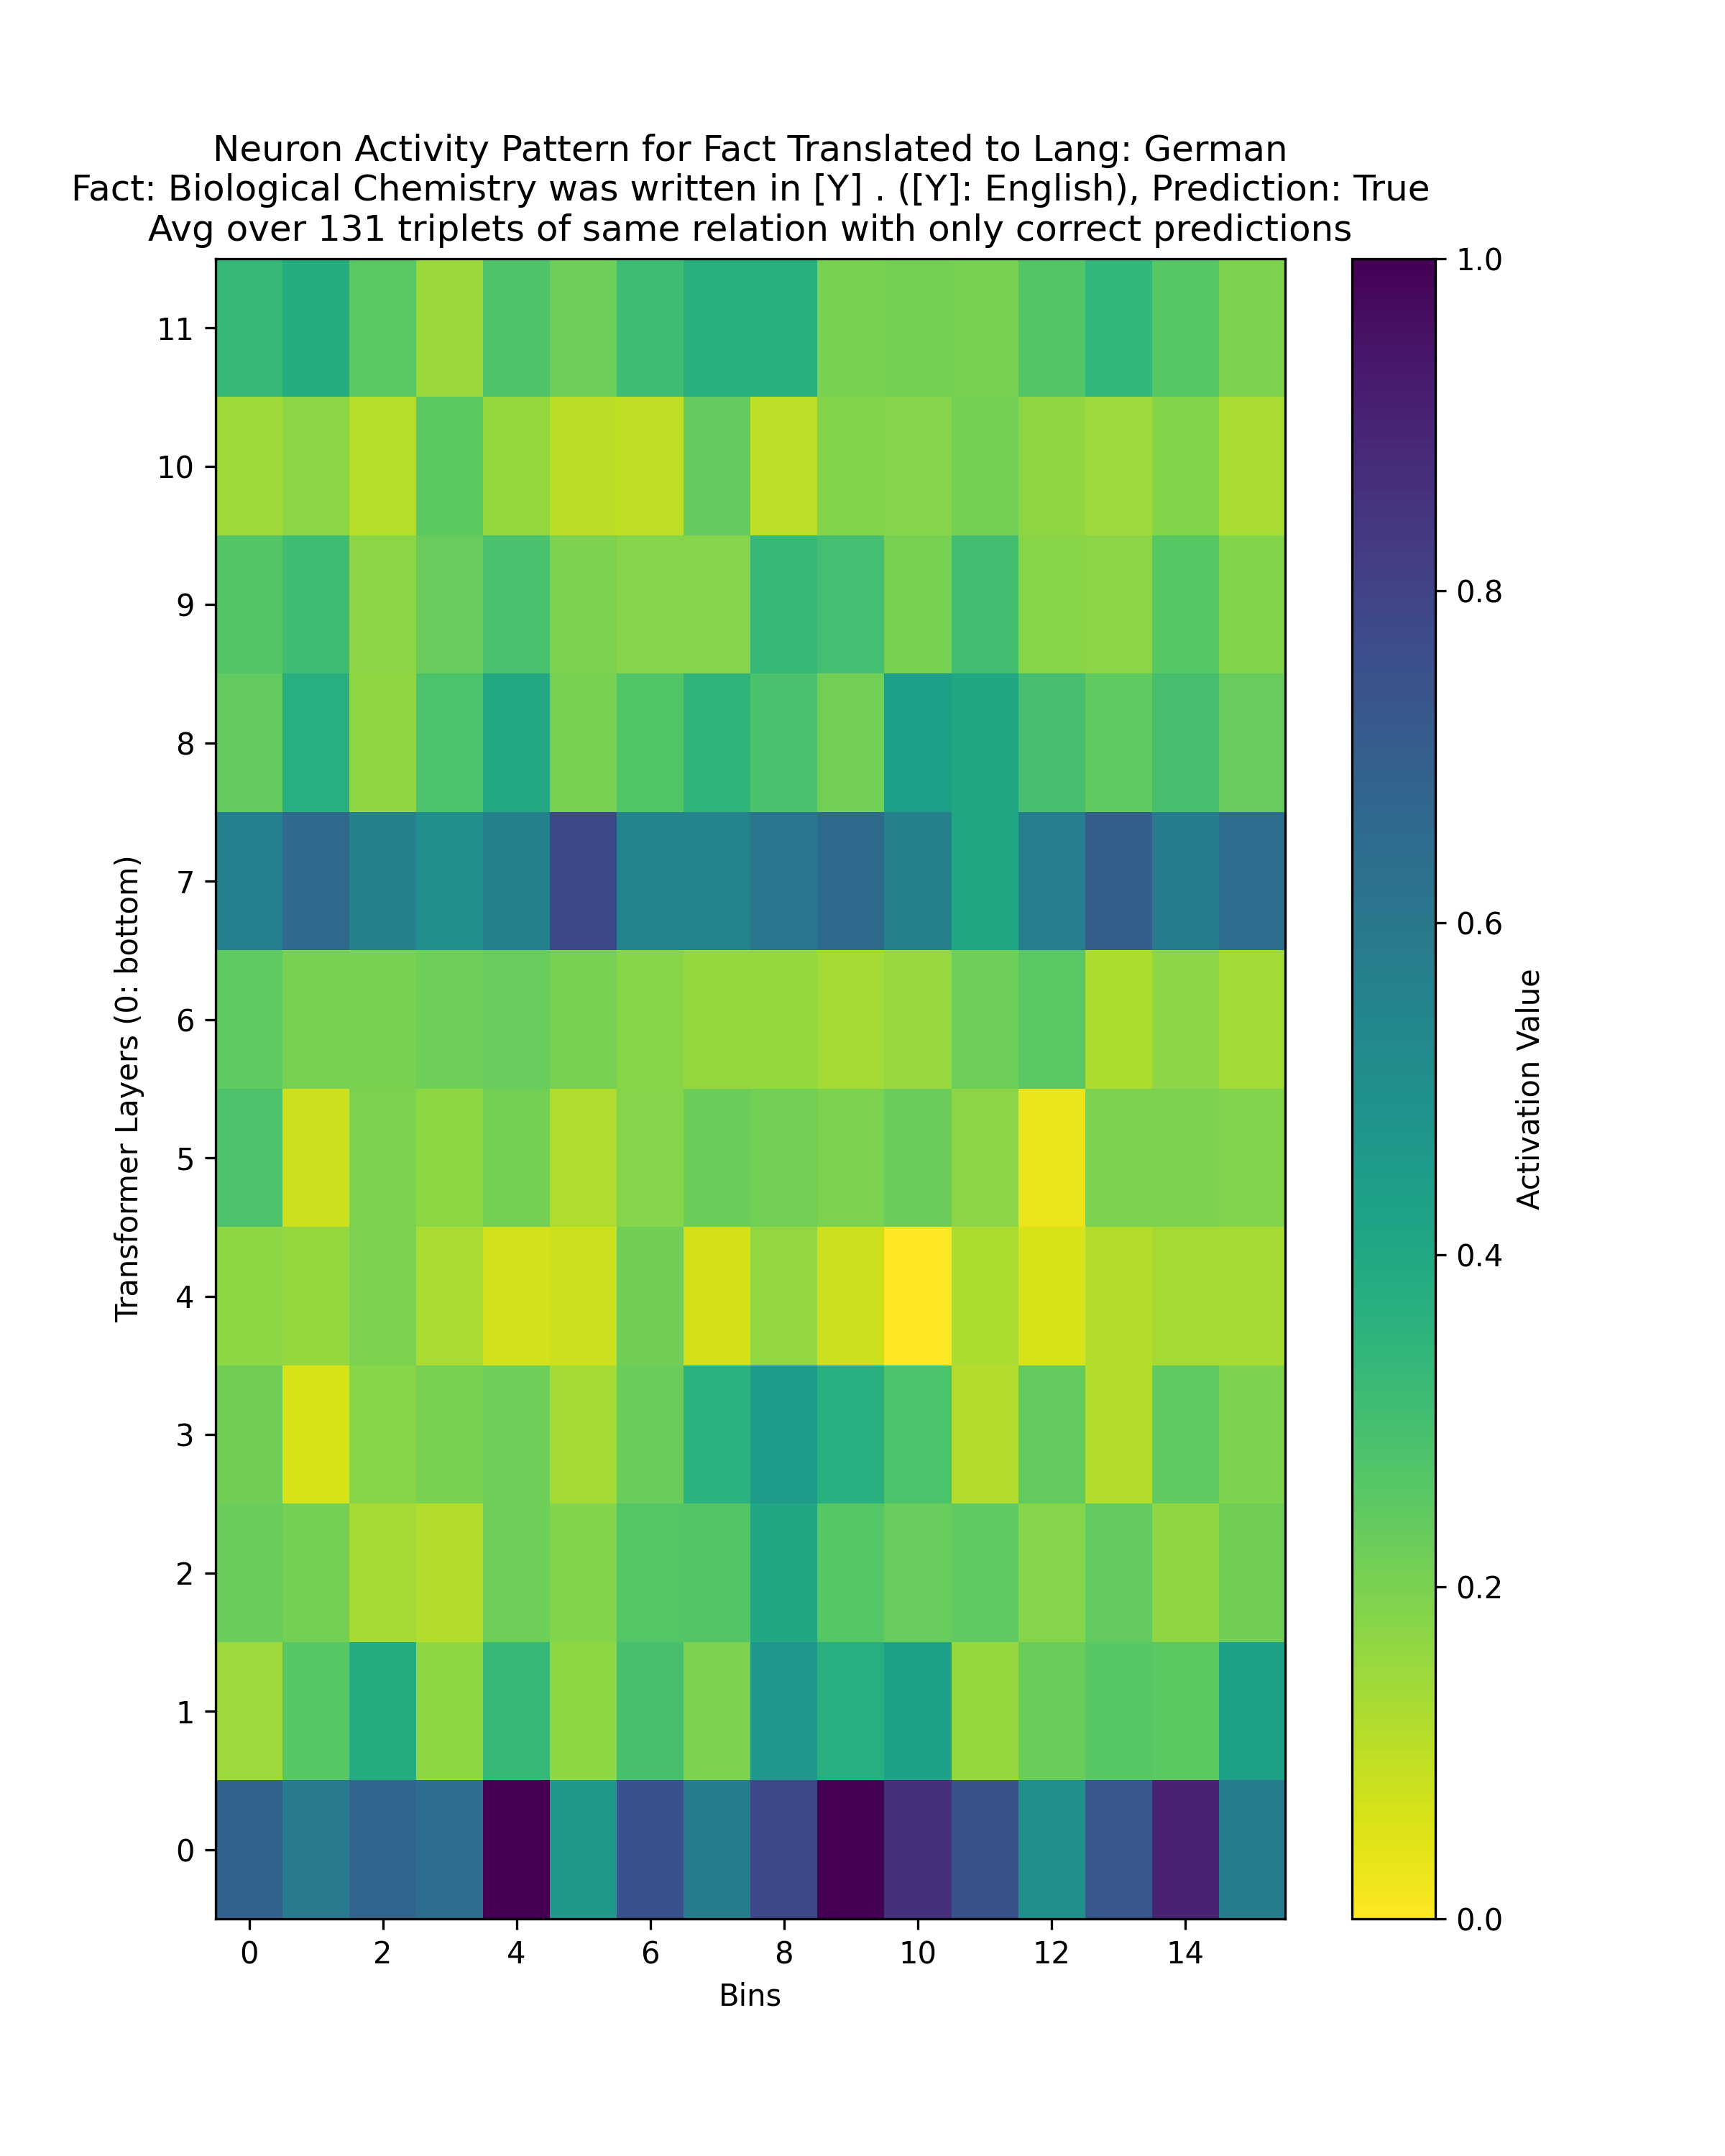 Neuron Activity Pattern for Fact Translated to Lang: German
Fact: Biological Chemistry was written in [Y] . ([Y]: English), Prediction: True
Avg over 131 triplets of same relation with only correct predictions
Transformer Layers (0: bottom)
11
10
9
8
7
6
5
4
3
2
1
0
0 2 4 6 8 10 12 14
Bins
1.0
0.8
0.6
0.4
0.2
0.0
Activation Value